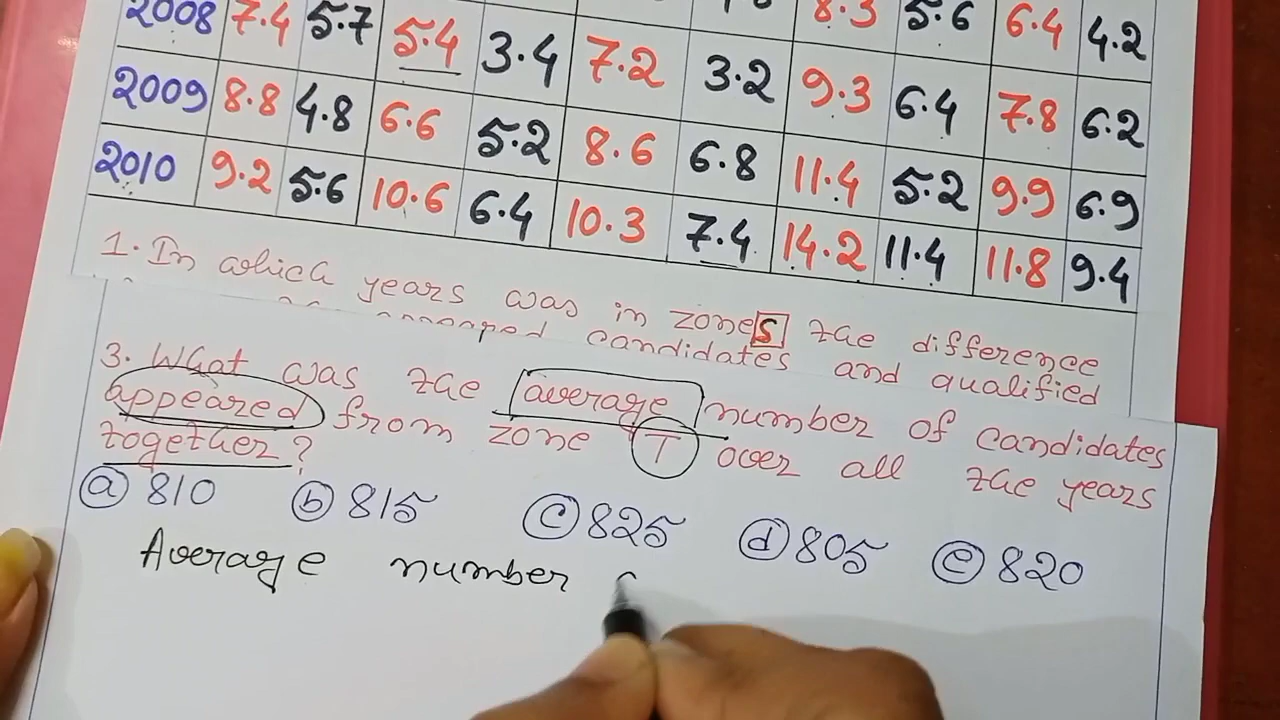 2008 7.4 5.7 5.4 3.4 7.2 3.2 8.3 5.6 6.4 4.2
2009 8.8 4.8 6.6 5.2 8.6 6.8 9.3 6.4 7.8 6.2
2010 9.2 5.6 10.6 6.4 10.3 7.4 11.4 5.2 9.9 6.9
14.2 11.4 11.8 9.4
1. In which years was in zone S the difference
candidates and qualified
3. What was the average number of candidates
appeared from zone T over all the years
together?
(a) 810 (b) 815 (c) 825 (d) 805 (e) 820
Average number